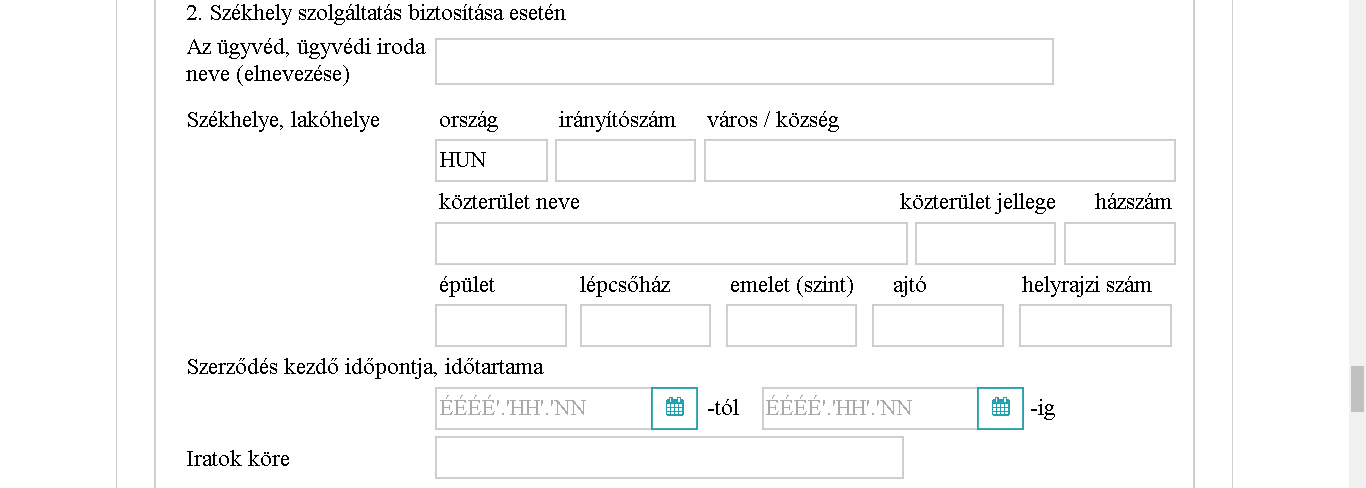 2. Székhely szolgáltatás biztosítása esetén
Az ügyvéd, ügyvédi iroda
neve (elnevezése)
Székhelye, lakóhelye ország irányítószám város / község
HUN
közterület neve közterület jellege házszám
épület lépcsőház emelet (szint) ajtó helyrajzi szám
Szerződés kezdő időpontja, időtartama
ÉÉÉÉ'.'HH'.'NN -tól ÉÉÉÉ'.'HH'.'NN -ig
Iratok köre